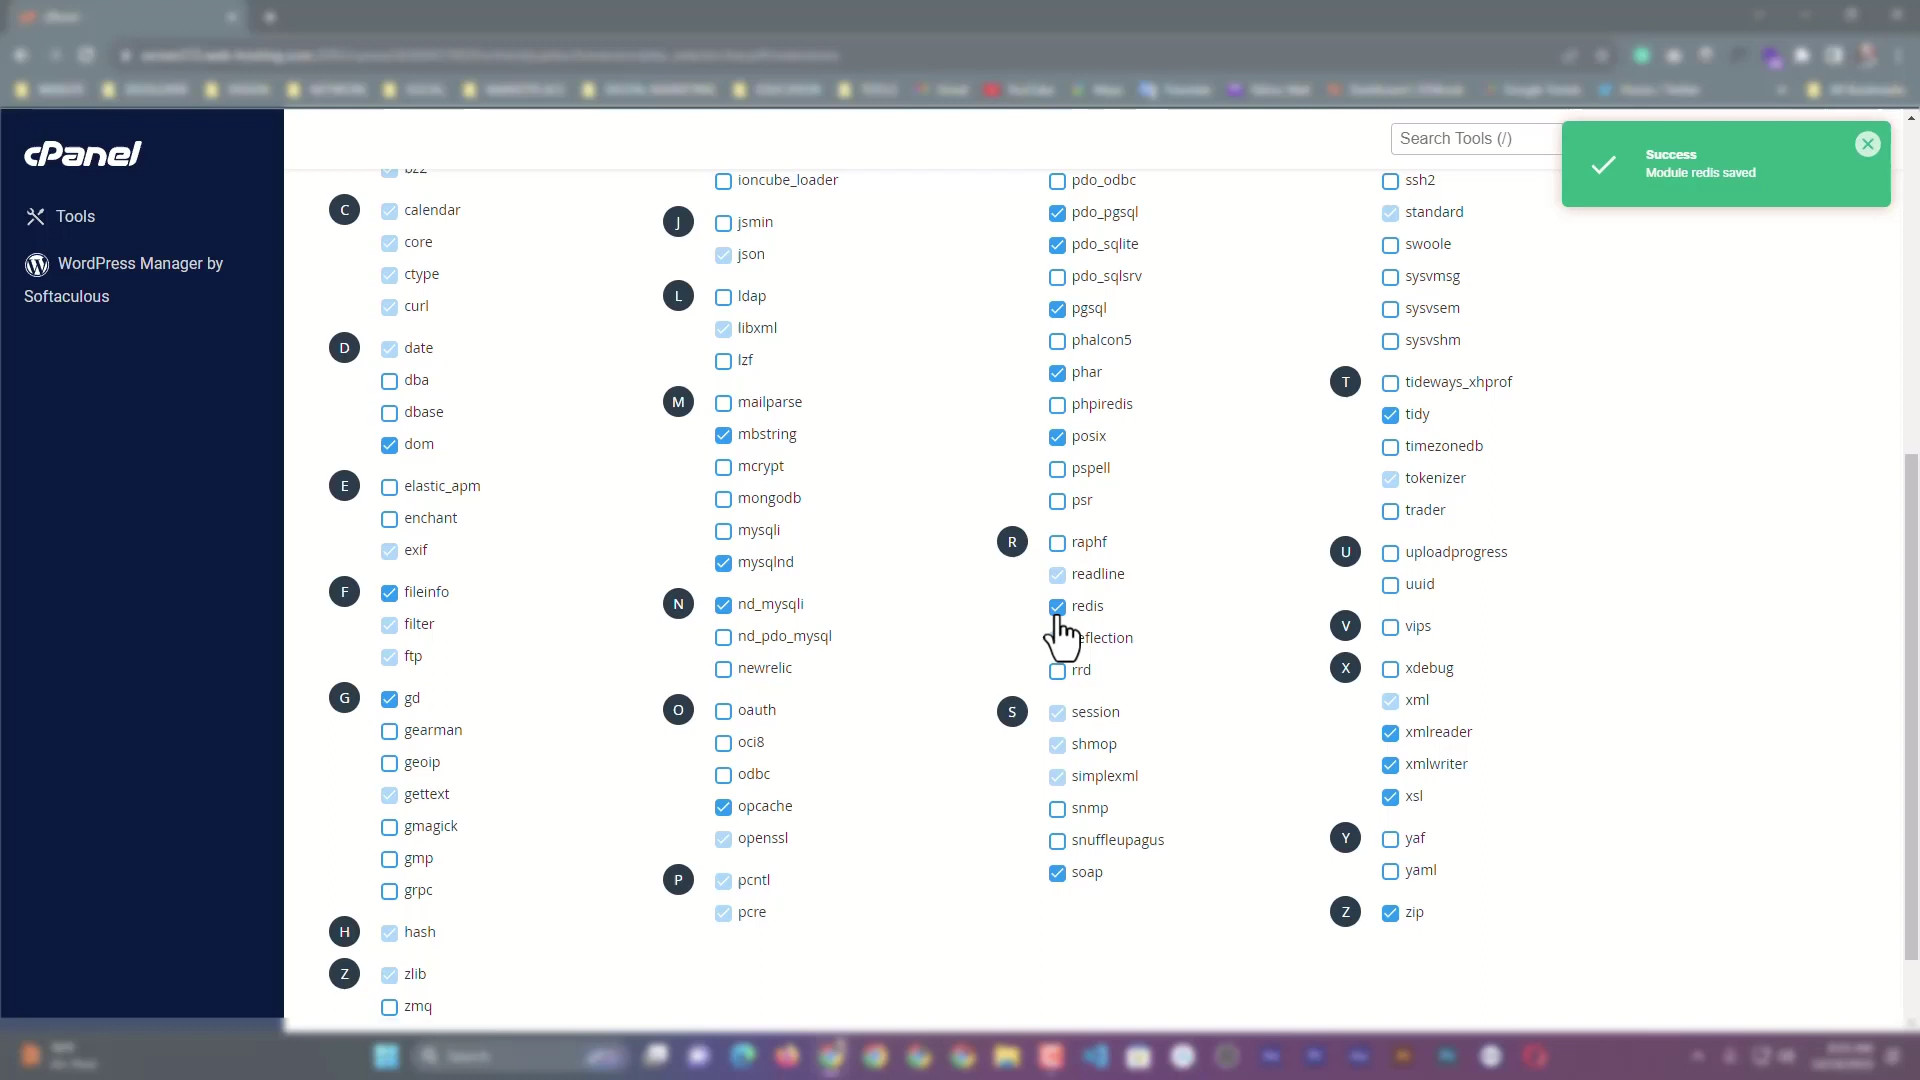 cPanel
Tools
WordPress Manager by
Softaculous
Search Tools (/)
Success
Module redis saved
bz2
C
calendar
core
ctype
curl
D
date
dba
dbase
dom
E
elastic_apm
enchant
exif
F
fileinfo
filter
ftp
G
gd
gearman
geoip
gettext
gmagick
gmp
grpc
H
hash
Z
zlib
zmq
ioncube_loader
J
jsmin
json
L
ldap
libxml
lzf
M
mailparse
mbstring
mcrypt
mongodb
mysqli
mysqlnd
N
nd_mysqli
nd_pdo_mysql
newrelic
O
oauth
oci8
odbc
opcache
openssl
P
pcntl
pcre
pdo_odbc
pdo_pgsql
pdo_sqlite
pdo_sqlsrv
pgsql
phalcon5
phar
phpiredis
posix
pspell
psr
R
raphf
readline
redis
eflection
rrd
S
session
shmop
simplexml
snmp
snuffleupagus
soap
ssh2
standard
swoole
sysvmsg
sysvsem
sysvshm
T
tideways_xhprof
tidy
timezonedb
tokenizer
trader
U
uploadprogress
uuid
V
vips
X
xdebug
xml
xmlreader
xmlwriter
xsl
Y
yaf
yaml
Z
zip